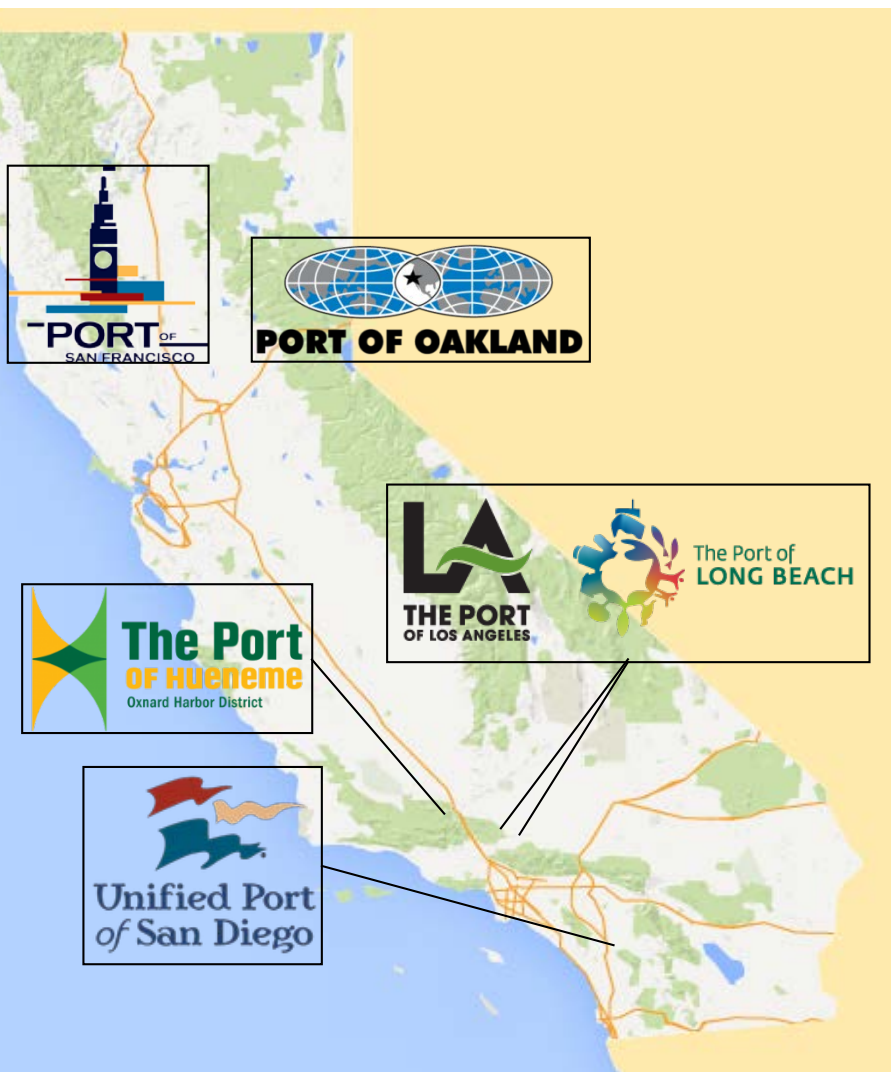 PORT OF
SAN FRANCISCO
PORT OF OAKLAND
LA
THE PORT
OF LOS ANGELES
The Port of
LONG BEACH
The Port
OF HUENEME
Oxnard Harbor District
Unified Port
of San Diego